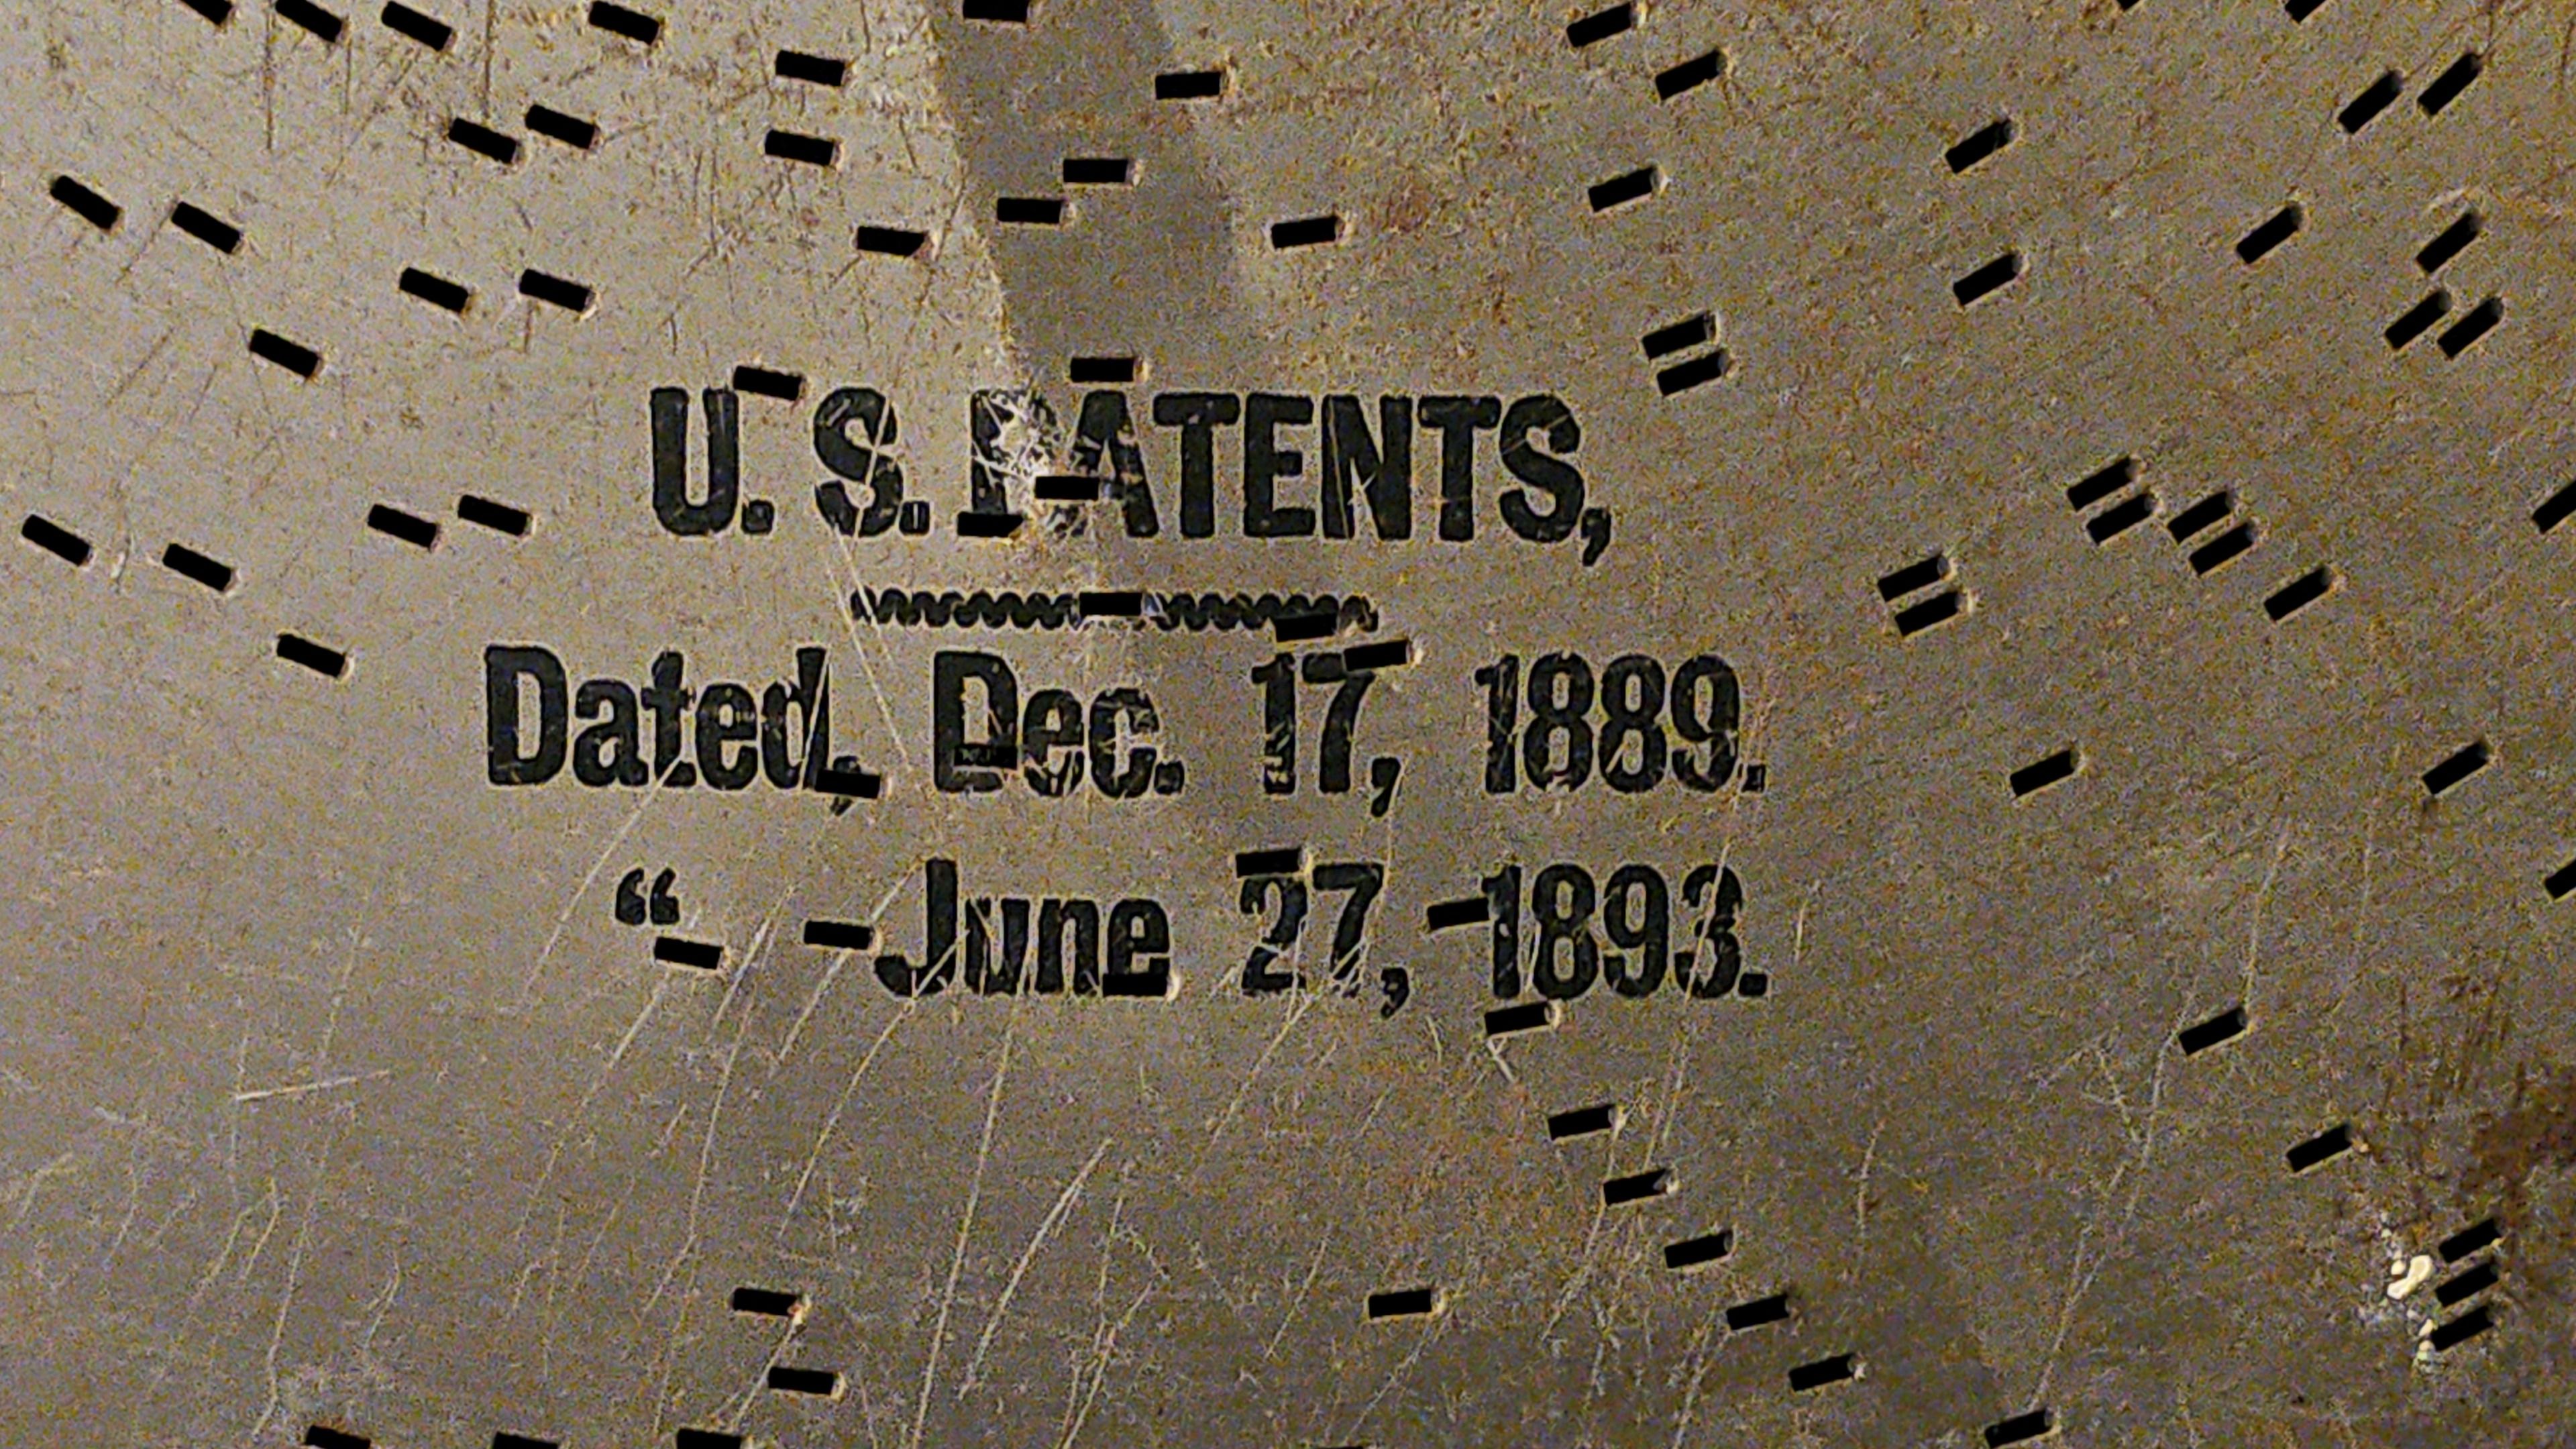 U. S. PATENTS,
Dated, Dec. 17, 1889.
“ June 27, 1893.